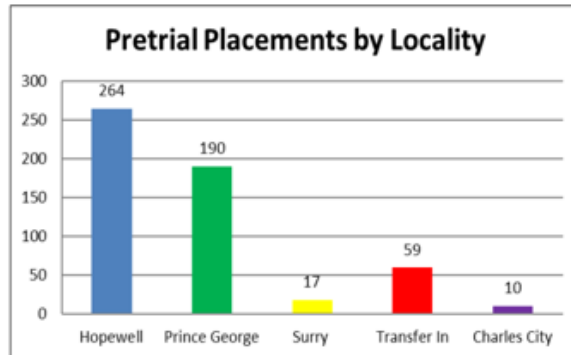 Pretrial Placements by Locality
300
250
200
150
100
50
0
264
190
17
59
10
Hopewell
Prince George
Surry
Transfer In
Charles City